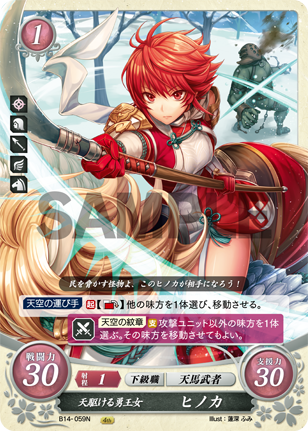 1
SAMPLE
民を脅かす怪物よ、このヒノカが相手になろう!
天空の運び手 起【】他の味方を1体選び、移動させる。
天空の紋章 攻撃ユニット以外の味方を1体
選ぶ。その味方を移動させてもよい。
戦闘力
30
射程 1
下級職
天馬武者
支援力
30
天駆ける勇王女
ヒノカ
B14-059N
Illust:蓮深ふみ